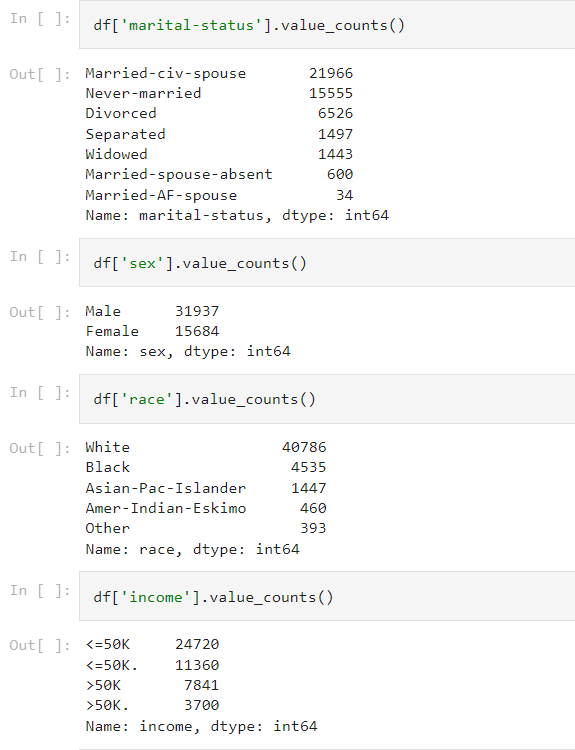 In [ ]: df['marital-status'].value_counts()
Out[ ]: Married-civ-spouse 21966
Never-married 15555
Divorced 6526
Separated 1497
Widowed 1443
Married-spouse-absent 600
Married-AF-spouse 34
Name: marital-status, dtype: int64
In [ ]: df['sex'].value_counts()
Out[ ]: Male 31937
Female 15684
Name: sex, dtype: int64
In [ ]: df['race'].value_counts()
Out[ ]: White 40786
Black 4535
Asian-Pac-Islander 1447
Amer-Indian-Eskimo 460
Other 393
Name: race, dtype: int64
In [ ]: df['income'].value_counts()
Out[ ]: <=50K 24720
<=50K. 11360
>50K 7841
>50K. 3700
Name: income, dtype: int64